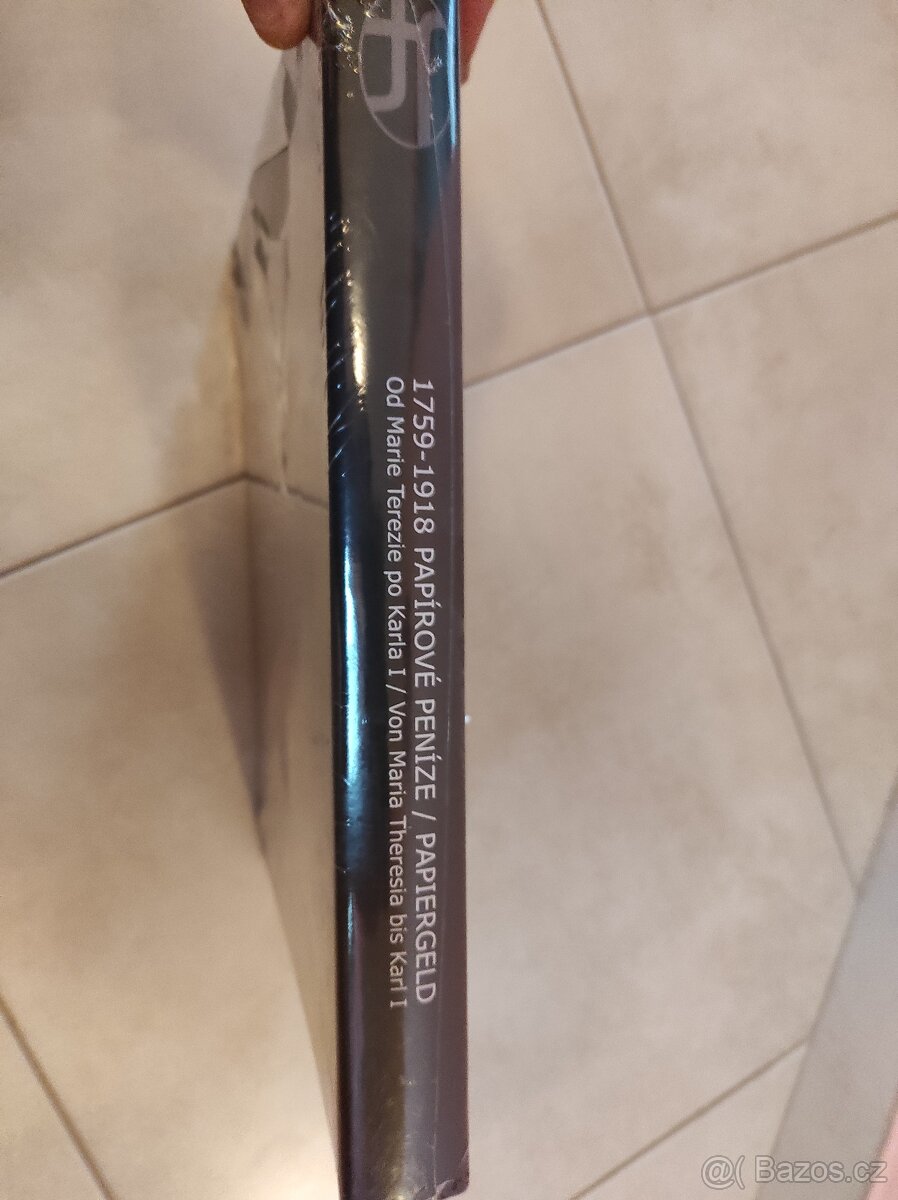 1759-1918 PAPÍROVÉ PENÍZE / PAPIERGELD
Od Marie Terezie po Karla I / Von Maria Theresia bis Karl I
@( Bazos.cz